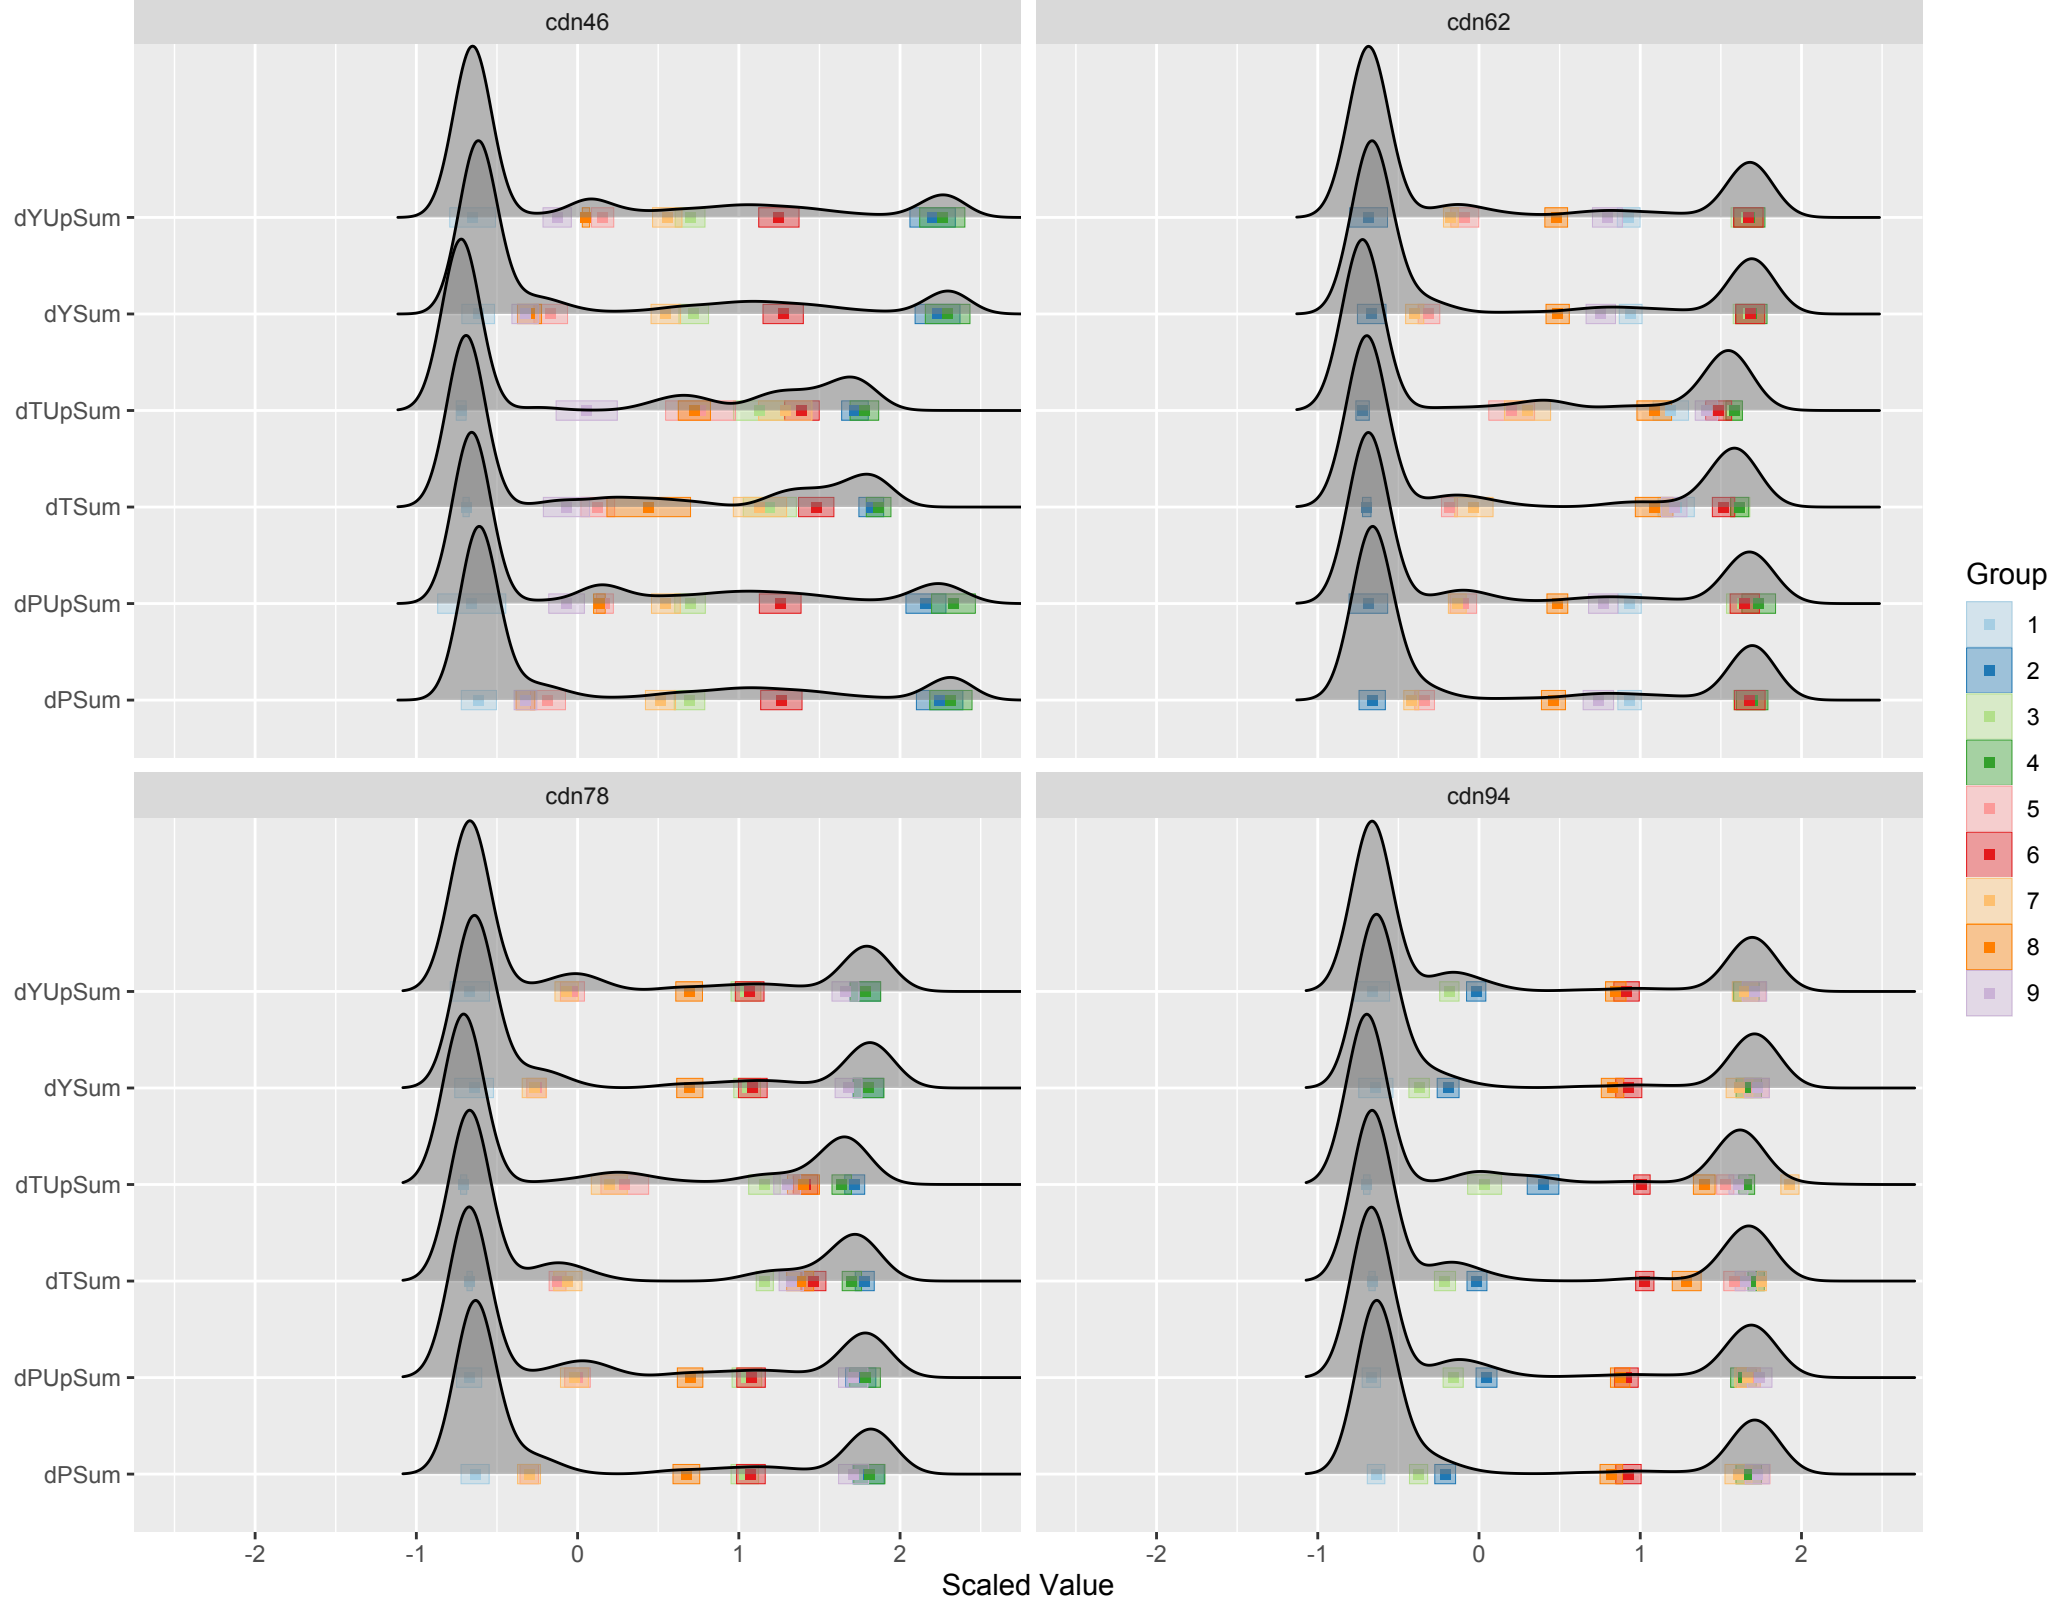 cdn46
cdn62
dYUpSum
dYSum
dTUpSum
dTSum
dPUpSum
dPSum
cdn78
cdn94
dYUpSum
dYSum
dTUpSum
dTSum
dPUpSum
dPSum
-2 -1 0 1 2
-2 -1 0 1 2
Scaled Value
Group
1
2
3
4
5
6
7
8
9